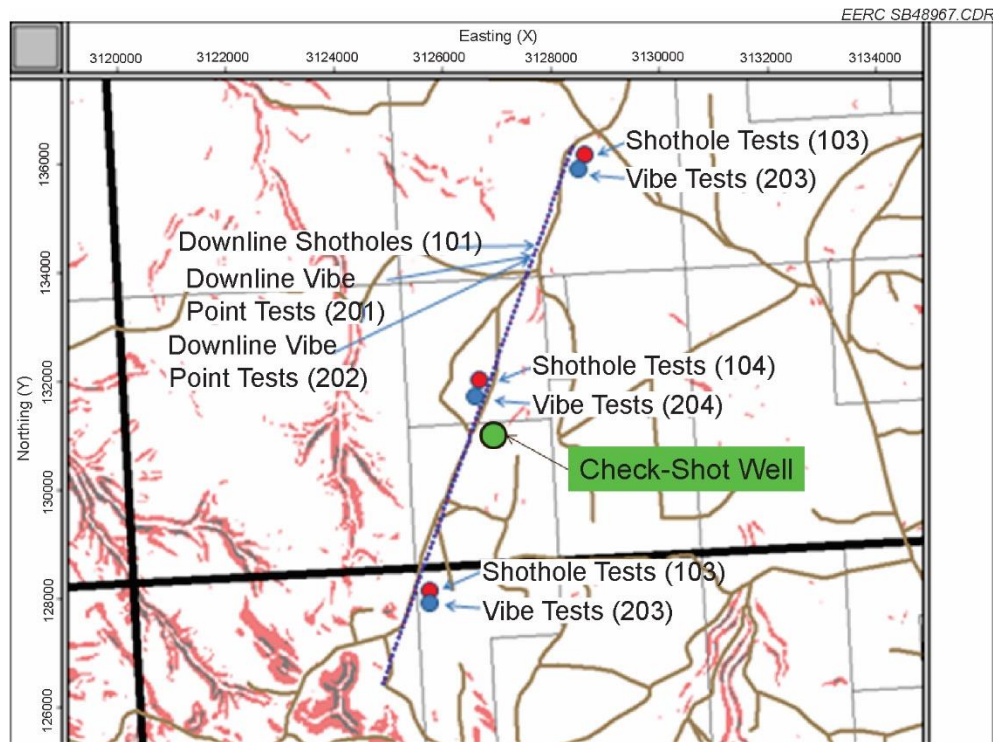 EERC SB48967.CDR
Easting (X)
3120000 3122000 3124000 3126000 3128000 3130000 3132000 3134000
Northing (Y)
136000
134000
132000
130000
128000
126000
Shothole Tests (103)
Vibe Tests (203)
Downline Shotholes (101)
Downline Vibe
Point Tests (201)
Downline Vibe
Point Tests (202)
Shothole Tests (104)
Vibe Tests (204)
Check-Shot Well
Shothole Tests (103)
Vibe Tests (203)